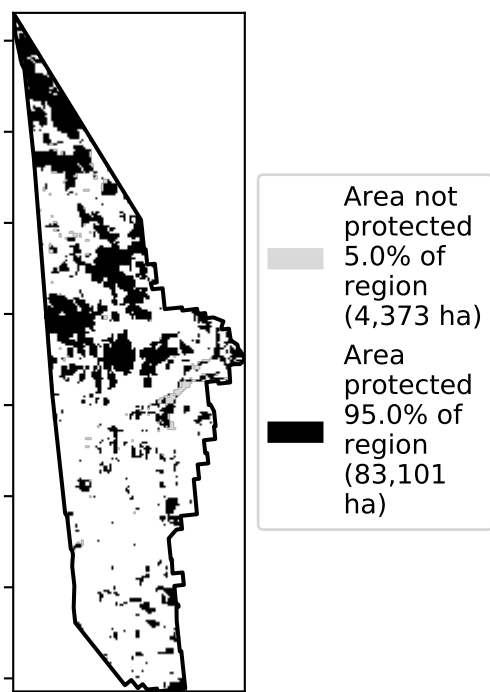 Area not
protected
5.0% of
region
(4,373 ha)
Area
protected
95.0% of
region
(83,101
ha)